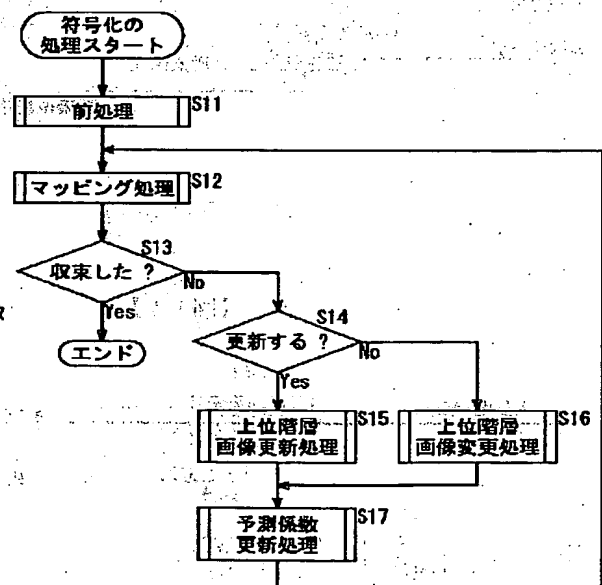 符号化の
処理スタート
前処理
S11
マッピング処理
S12
収束した ?
S13
No
Yes
エンド
更新する ?
S14
No
Yes
上位階層
画像更新処理
S15
上位階層
画像変更処理
S16
予測係数
更新処理
S17